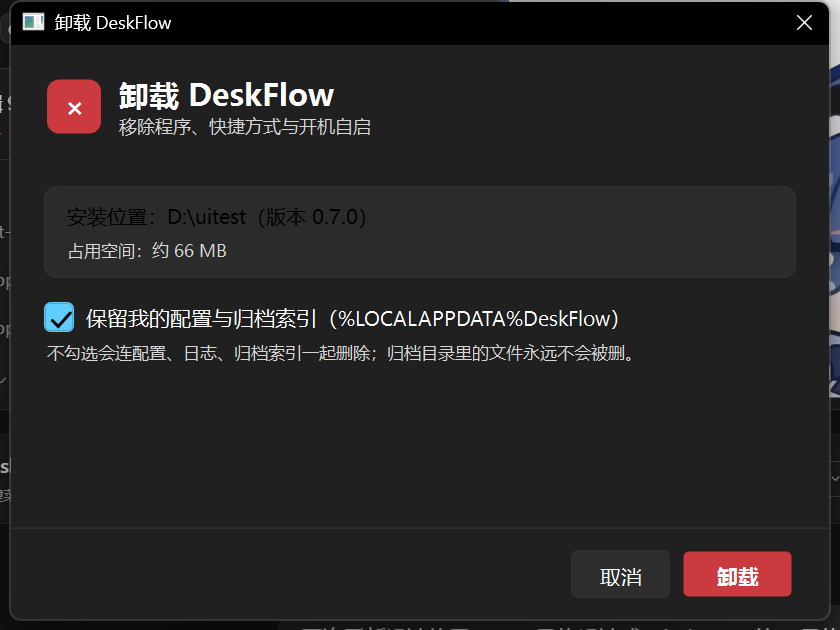 卸载 DeskFlow
卸载 DeskFlow
移除程序、快捷方式与开机自启
安装位置：D:\uitest（版本 0.7.0）
占用空间：约 66 MB
保留我的配置与归档索引（%LOCALAPPDATA%DeskFlow）
不勾选会连配置、日志、归档索引一起删除；归档目录里的文件永远不会被删。
取消
卸载